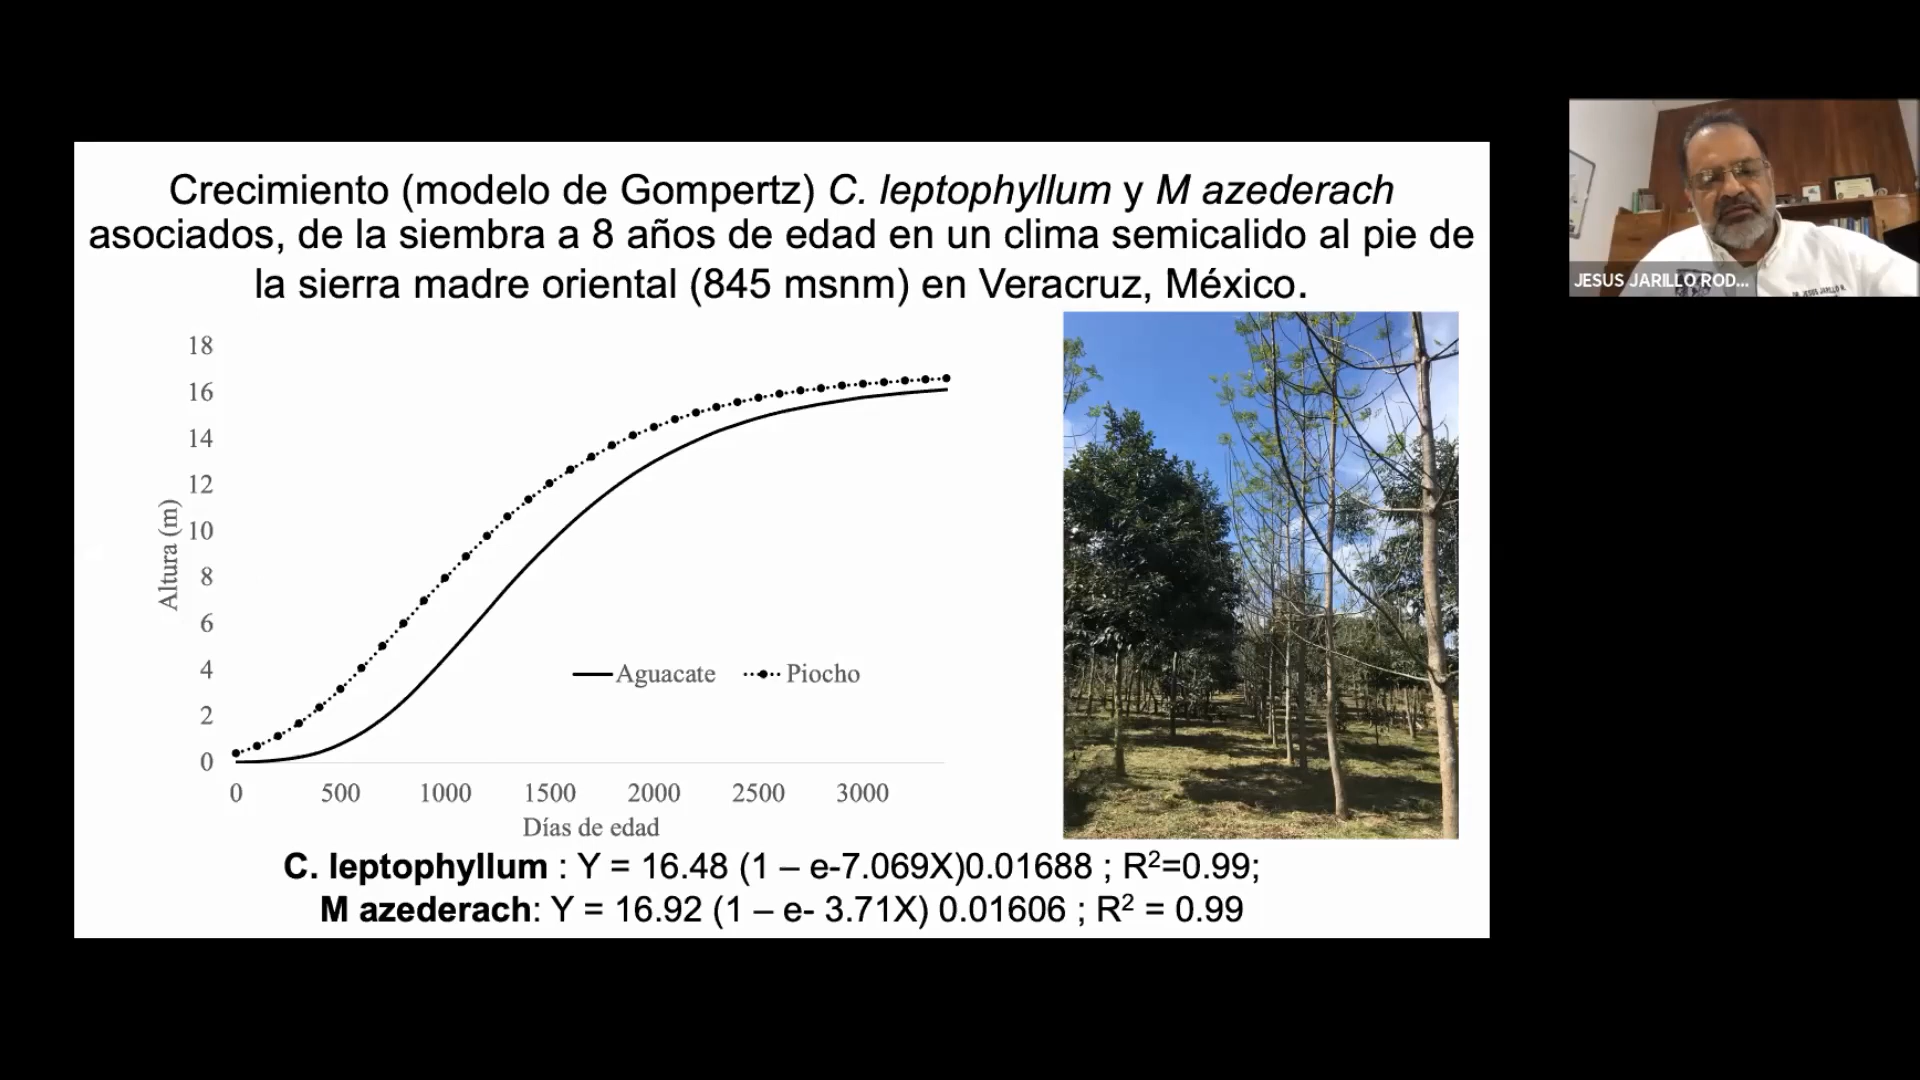 Crecimiento (modelo de Gompertz) C. leptophyllum y M azederach
asociados, de la siembra a 8 años de edad en un clima semicalido al pie de
la sierra madre oriental (845 msnm) en Veracruz, México.
18
16
14
12
10
8
6
4
2
0
Altura (m)
Aguacate
Piocho
0 500 1000 1500 2000 2500 3000
Días de edad
C. leptophyllum : Y = 16.48 (1 – e-7.069X)0.01688 ; R²=0.99;
M azederach: Y = 16.92 (1 – e- 3.71X) 0.01606 ; R² = 0.99
JESUS JARILLO ROD...